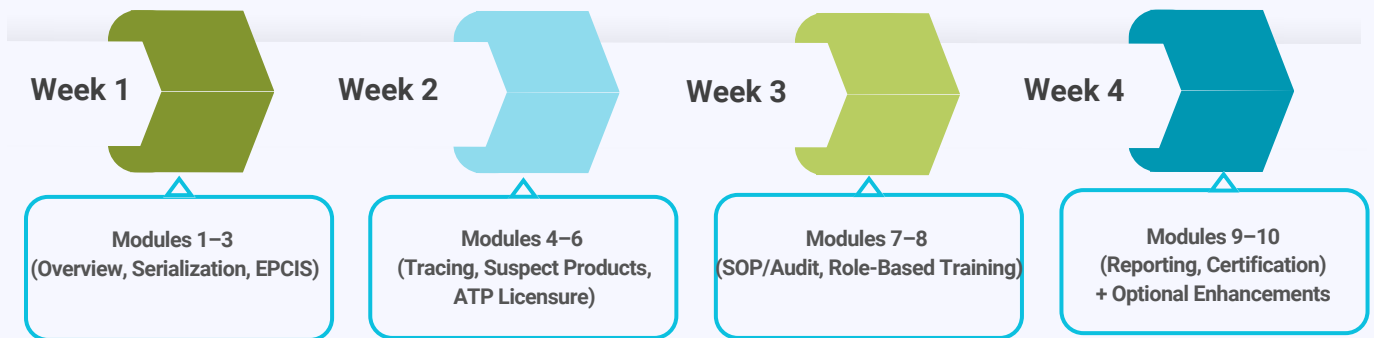 Week 1
Week 2
Week 3
Week 4
Modules 1–3
(Overview, Serialization, EPCIS)
Modules 4–6
(Tracing, Suspect Products,
ATP Licensure)
Modules 7–8
(SOP/Audit, Role-Based Training)
Modules 9–10
(Reporting, Certification)
+ Optional Enhancements